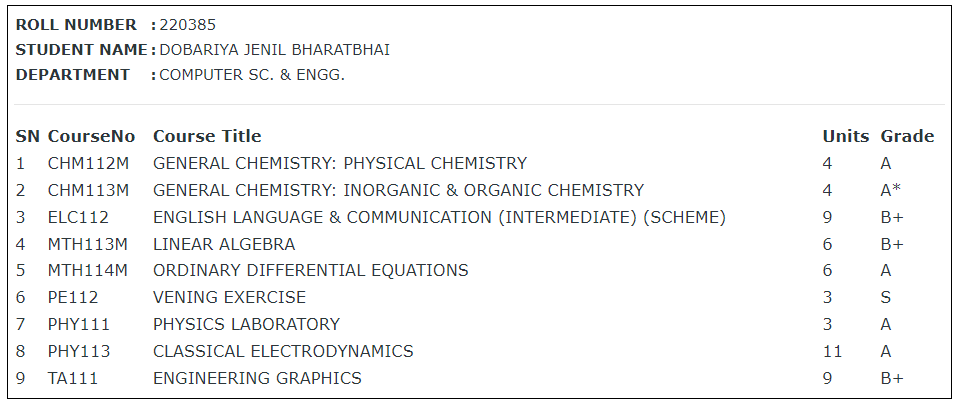 ROLL NUMBER : 220385
STUDENT NAME : DOBARIYA JENIL BHARATBHAI
DEPARTMENT : COMPUTER SC. & ENGG.
SN CourseNo Course Title Units Grade
1 CHM112M GENERAL CHEMISTRY: PHYSICAL CHEMISTRY 4 A
2 CHM113M GENERAL CHEMISTRY: INORGANIC & ORGANIC CHEMISTRY 4 A*
3 ELC112 ENGLISH LANGUAGE & COMMUNICATION (INTERMEDIATE) (SCHEME) 9 B+
4 MTH113M LINEAR ALGEBRA 6 B+
5 MTH114M ORDINARY DIFFERENTIAL EQUATIONS 6 A
6 PE112 VENING EXERCISE 3 S
7 PHY111 PHYSICS LABORATORY 3 A
8 PHY113 CLASSICAL ELECTRODYNAMICS 11 A
9 TA111 ENGINEERING GRAPHICS 9 B+